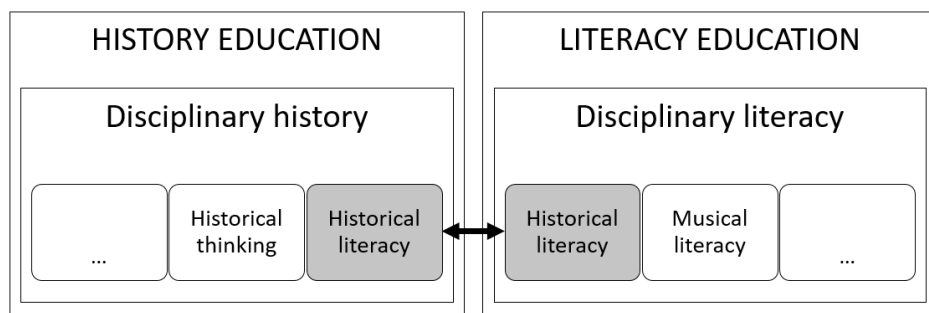 HISTORY EDUCATION
Disciplinary history
...
Historical
thinking
Historical
literacy
LITERACY EDUCATION
Disciplinary literacy
Historical
literacy
Musical
literacy
...